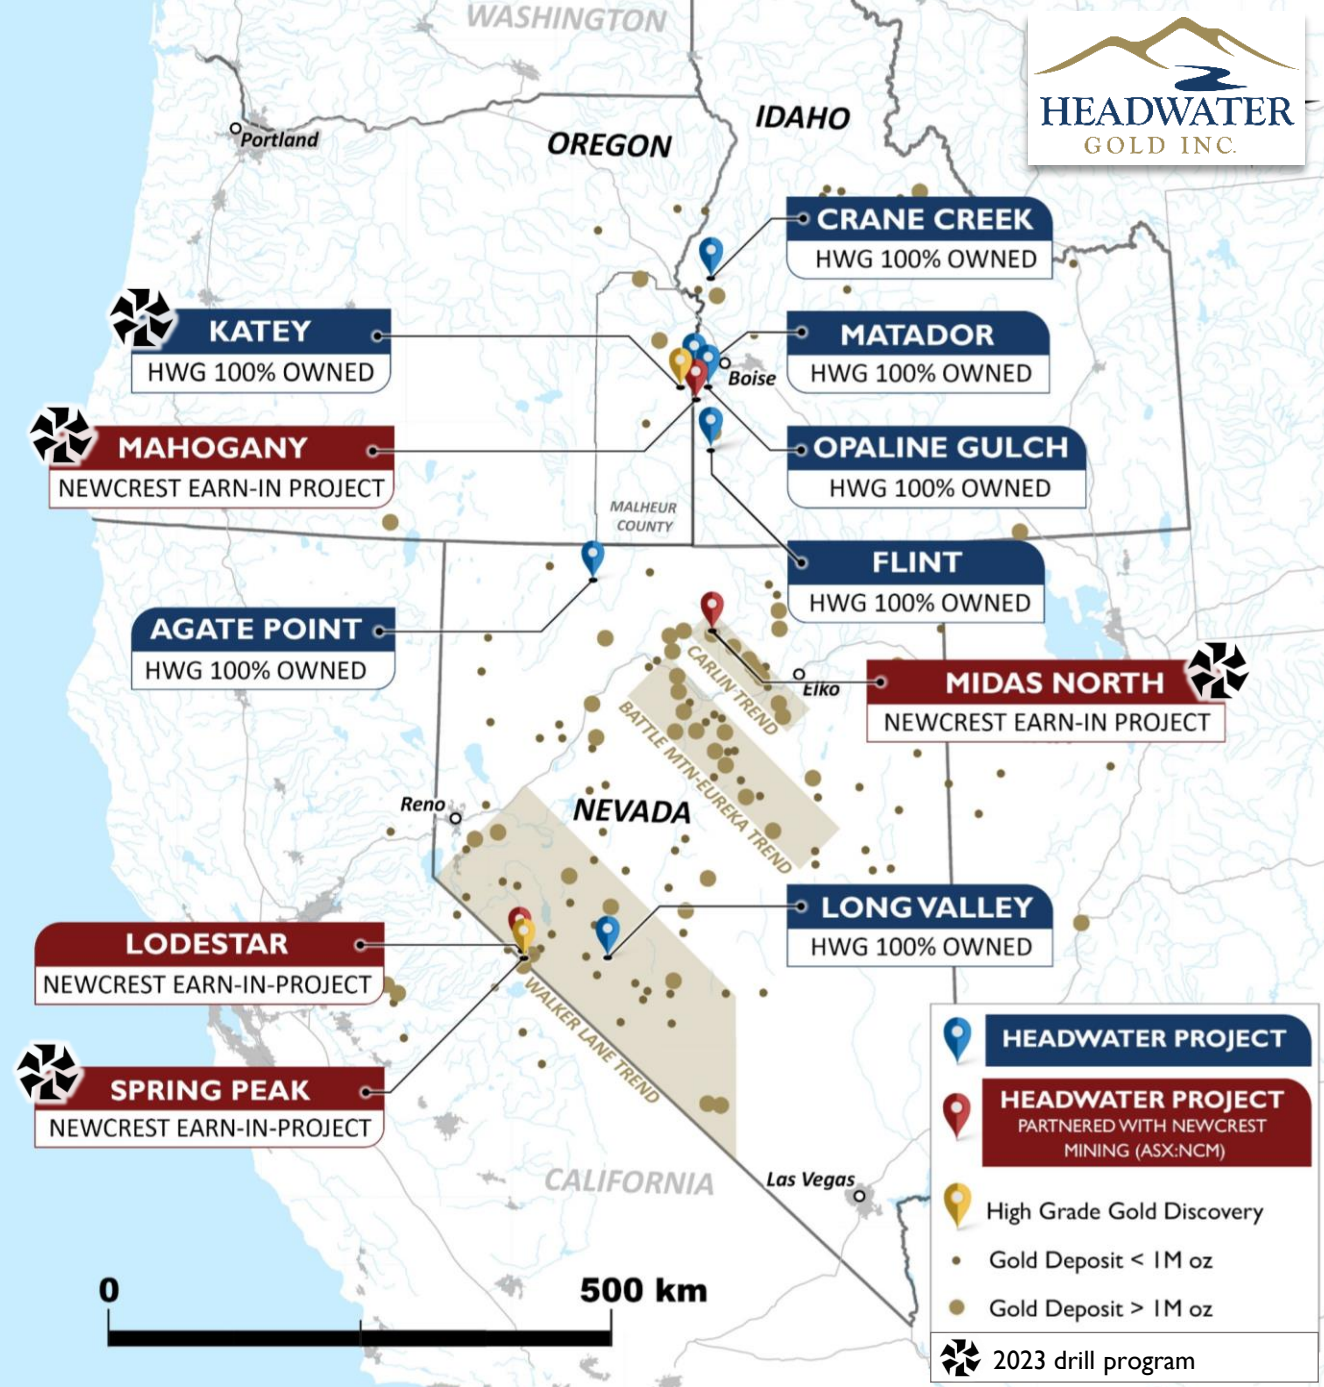 WASHINGTON
HEADWATER
GOLD INC.
IDAHO
OREGON
Portland
CRANE CREEK
HWG 100% OWNED
KATEY
HWG 100% OWNED
MATADOR
HWG 100% OWNED
Boise
MAHOGANY
NEWCREST EARN-IN PROJECT
OPALINE GULCH
HWG 100% OWNED
MALHEUR
COUNTY
FLINT
HWG 100% OWNED
AGATE POINT
HWG 100% OWNED
CARLIN TREND
Elko
MIDAS NORTH
NEWCREST EARN-IN PROJECT
BATTLE MTN-EUREKA TREND
Reno
NEVADA
LONG VALLEY
HWG 100% OWNED
LODESTAR
NEWCREST EARN-IN-PROJECT
WALKER LANE TREND
SPRING PEAK
NEWCREST EARN-IN-PROJECT
CALIFORNIA
Las Vegas
HEADWATER PROJECT
HEADWATER PROJECT
PARTNERED WITH NEWCREST
MINING (ASX:NCM)
High Grade Gold Discovery
Gold Deposit < 1M oz
Gold Deposit > 1M oz
2023 drill program
0
500 km